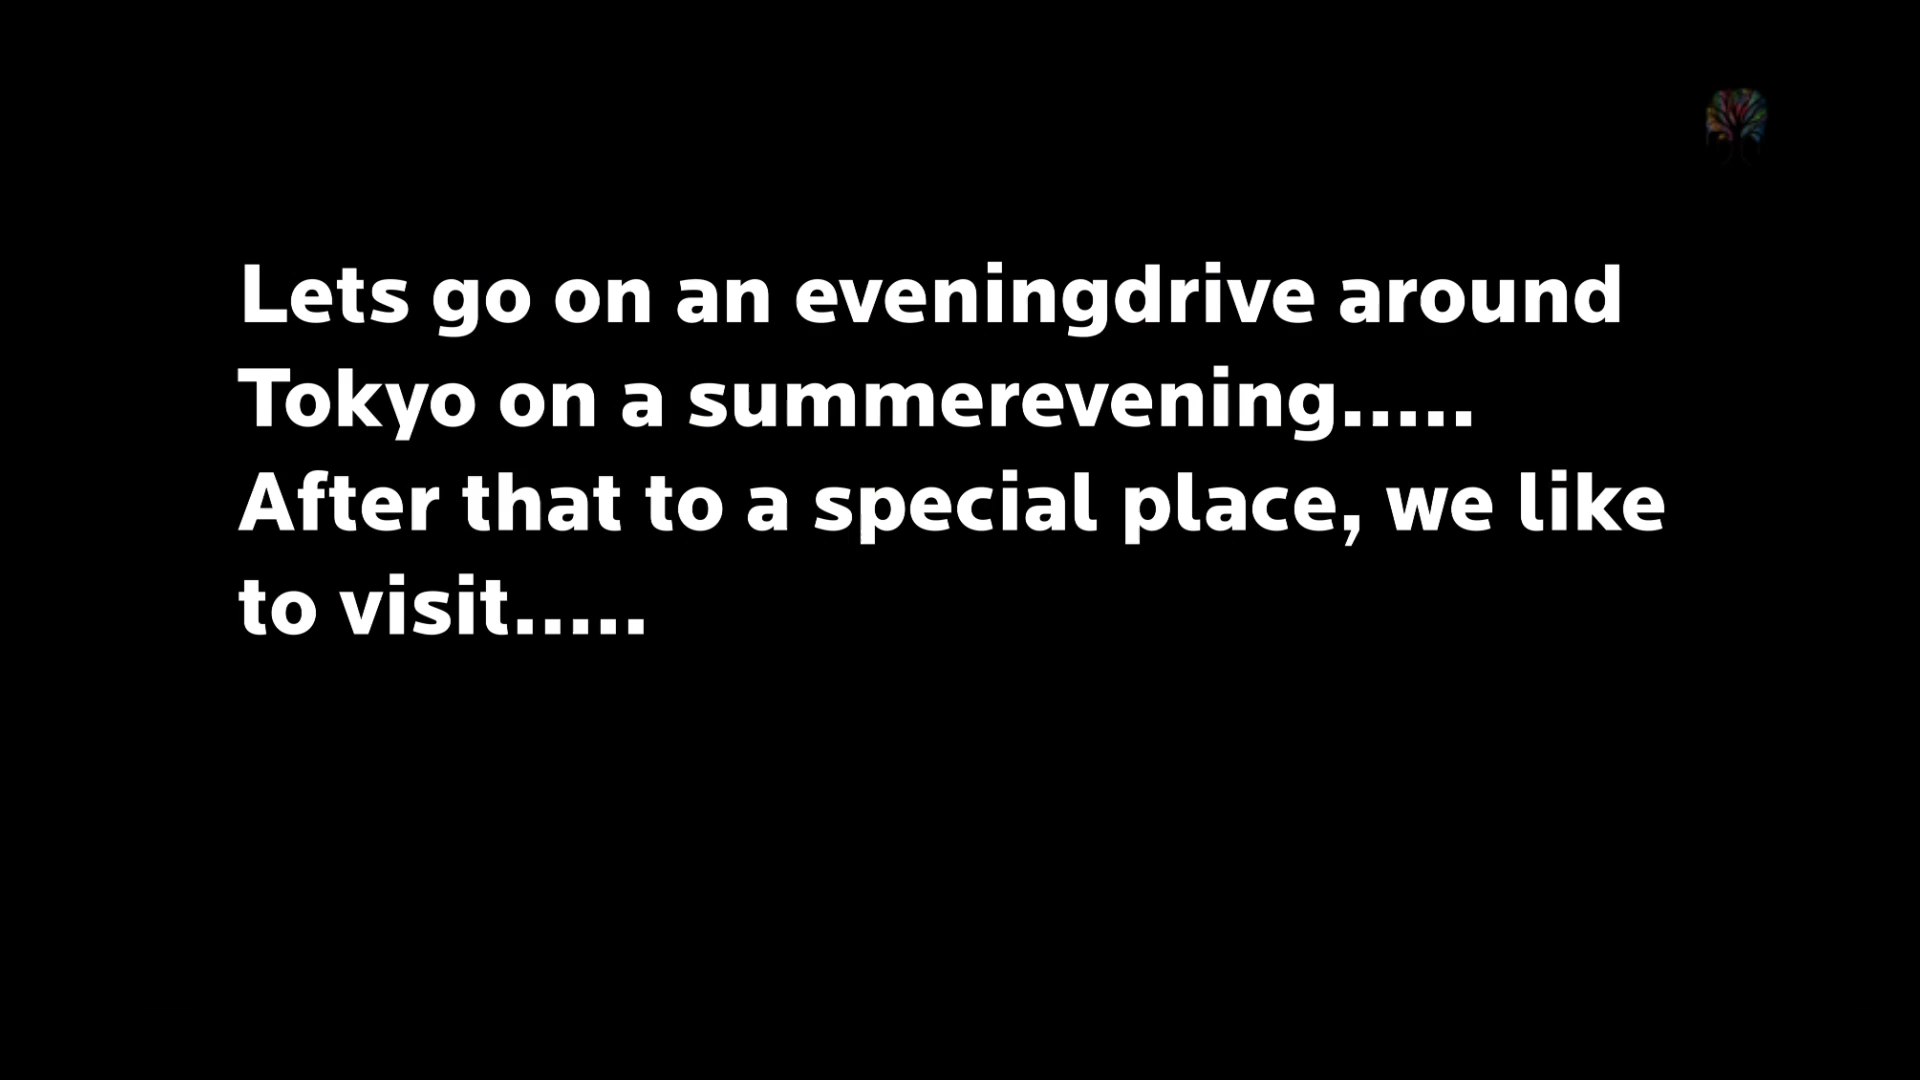 Lets go on an eveningdrive around
Tokyo on a summerevening.....
After that to a special place, we like
to visit.....